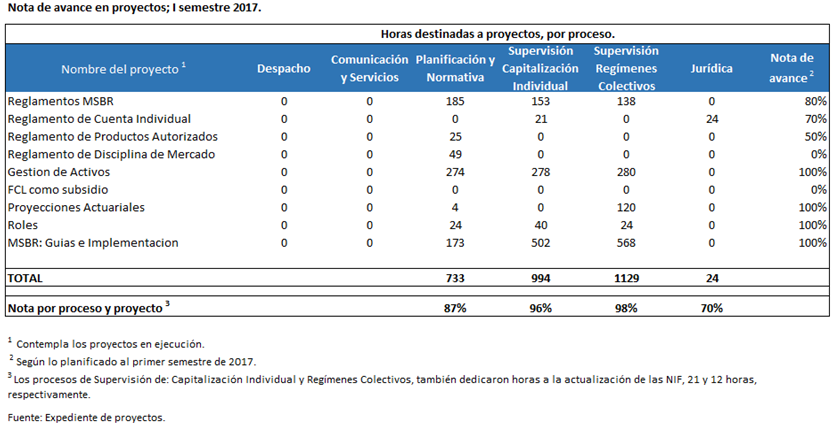 Nota de avance en proyectos; I semestre 2017.
Horas destinadas a proyectos, por proceso.
Nombre del proyecto 1 Despacho Comunicación y Servicios Planificación y Normativa Supervisión Capitalización Individual Supervisión Regímenes Colectivos Jurídica Nota de avance 2
Reglamentos MSBR 0 0 185 153 138 0 80%
Reglamento de Cuenta Individual 0 0 0 21 0 24 70%
Reglamento de Productos Autorizados 0 0 25 0 0 0 50%
Reglamento de Disciplina de Mercado 0 0 49 0 0 0 0%
Gestion de Activos 0 0 274 278 280 0 100%
FCL como subsidio 0 0 0 0 0 0 0%
Proyecciones Actuariales 0 0 4 0 120 0 100%
Roles 0 0 24 40 24 0 100%
MSBR: Guias e Implementacion 0 0 173 502 568 0 100%
TOTAL 733 994 1129 24
Nota por proceso y proyecto 3 87% 96% 98% 70%
1 Contempla los proyectos en ejecución.
2 Según lo planificado al primer semestre de 2017.
3 Los procesos de Supervisión de: Capitalización Individual y Regímenes Colectivos, también dedicaron horas a la actualización de las NIF, 21 y 12 horas,
respectivamente.
Fuente: Expediente de proyectos.